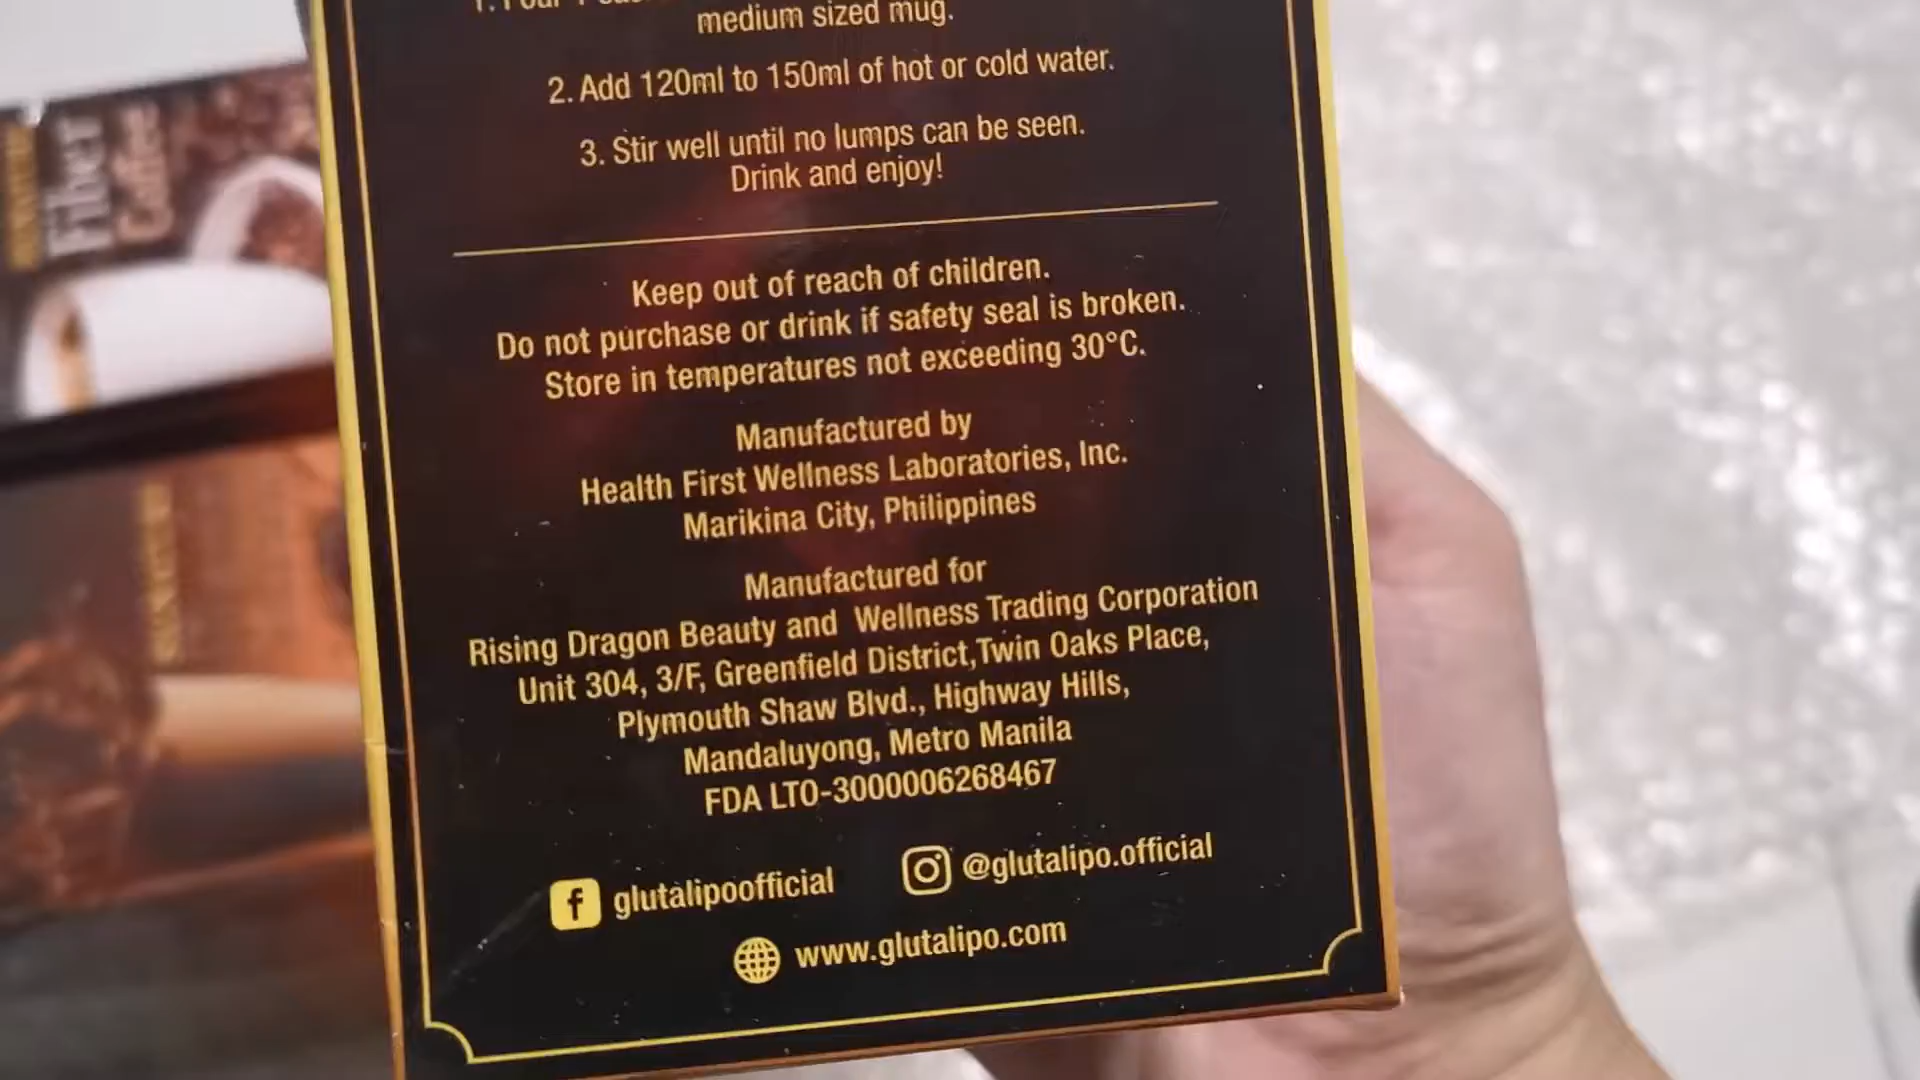 medium sized mug.
2. Add 120ml to 150ml of hot or cold water.
3. Stir well until no lumps can be seen.
Drink and enjoy!
Keep out of reach of children.
Do not purchase or drink if safety seal is broken.
Store in temperatures not exceeding 30°C.
Manufactured by
Health First Wellness Laboratories, Inc.
Marikina City, Philippines
Manufactured for
Rising Dragon Beauty and Wellness Trading Corporation
Unit 304, 3/F, Greenfield District,Twin Oaks Place,
Plymouth Shaw Blvd., Highway Hills,
Mandaluyong, Metro Manila
FDA LTO-3000006268467
glutalipoofficial
@glutalipo.official
www.glutalipo.com
Fiber
Coffee